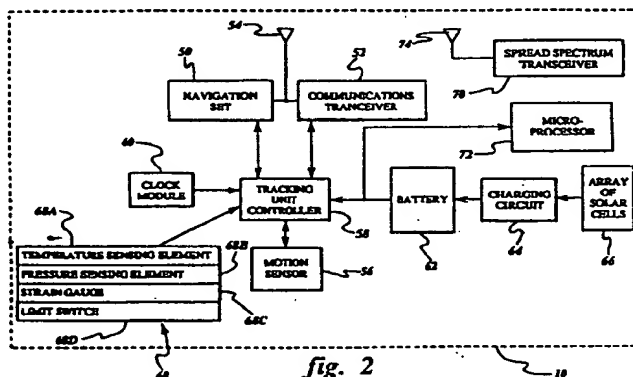 54
74
50
52
SPREAD SPECTRUM
TRANSCEIVER
NAVIGATION
SET
COMMUNICATIONS
TRANCEIVER
70
MICRO-
PROCESSOR
72
60
CLOCK
MODULE
TRACKING
UNIT
CONTROLLER
58
BATTERY
62
CHARGING
CIRCUIT
64
ARRAY
OF
SOLAR
CELLS
66
68A
TEMPERATURE SENSING ELEMENT
68B
PRESSURE SENSING ELEMENT
STRAIN GAUGE
68C
LIMIT SWITCH
68D
MOTION
SENSOR
56
68
fig. 2
10